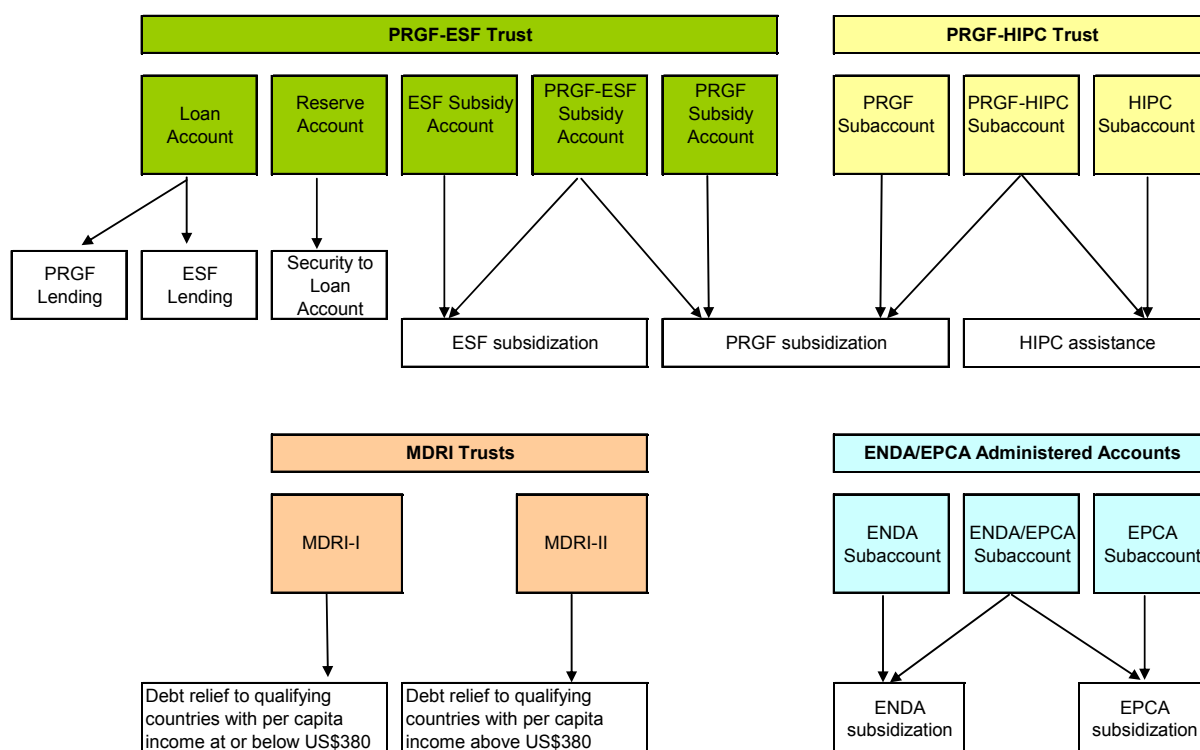 PRGF-ESF Trust
PRGF-HIPC Trust
Loan
Account
Reserve
Account
ESF Subsidy
Account
PRGF-ESF
Subsidy
Account
PRGF
Subsidy
Account
PRGF
Subaccount
PRGF-HIPC
Subaccount
HIPC
Subaccount
PRGF
Lending
ESF
Lending
Security to
Loan
Account
ESF subsidization
PRGF subsidization
HIPC assistance
MDRI Trusts
ENDA/EPCA Administered Accounts
MDRI-I
MDRI-II
ENDA
Subaccount
ENDA/EPCA
Subaccount
EPCA
Subaccount
Debt relief to qualifying
countries with per capita
income at or below US$380
Debt relief to qualifying
countries with per capita
income above US$380
ENDA
subsidization
EPCA
subsidization